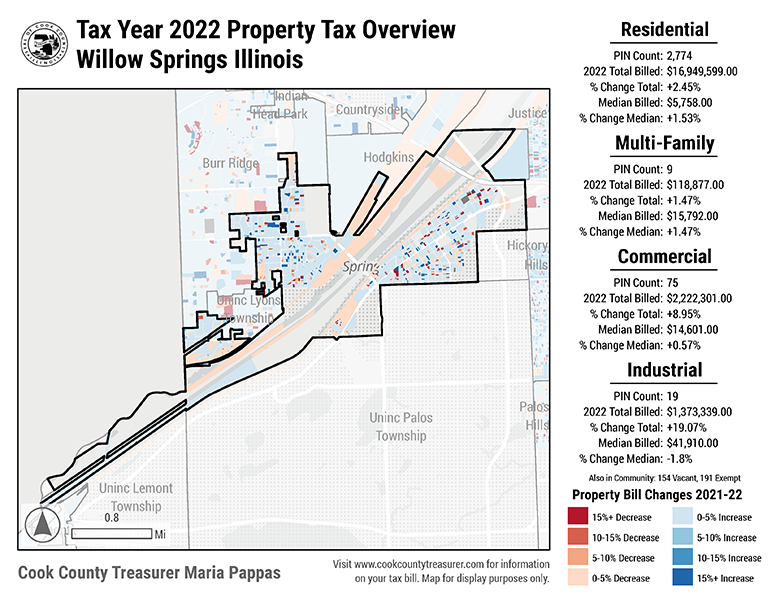 Tax Year 2022 Property Tax Overview
Willow Springs Illinois
Indian
Head Park
Countryside
Justice
Burr Ridge
Hodgkins
Hickory
Hills
Spring
Uninc Lyons
Township
Uninc Palos
Township
Palos
Hills
Uninc Lemont
Township
0.8
Mi
Cook County Treasurer Maria Pappas
Visit www.cookcountytreasurer.com for information
on your tax bill. Map for display purposes only.
Residential
PIN Count: 2,774
2022 Total Billed: $16,949,599.00
% Change Total: +2.45%
Median Billed: $5,758.00
% Change Median: +1.53%
Multi-Family
PIN Count: 9
2022 Total Billed: $118,877.00
% Change Total: +1.47%
Median Billed: $15,792.00
% Change Median: +1.47%
Commercial
PIN Count: 75
2022 Total Billed: $2,222,301.00
% Change Total: +8.95%
Median Billed: $14,601.00
% Change Median: +0.57%
Industrial
PIN Count: 19
2022 Total Billed: $1,373,339.00
% Change Total: +19.07%
Median Billed: $41,910.00
% Change Median: -1.8%
Also in Community: 154 Vacant, 191 Exempt
Property Bill Changes 2021-22
15%+ Decrease
0-5% Increase
10-15% Decrease
5-10% Increase
5-10% Decrease
10-15% Increase
0-5% Decrease
15%+ Increase